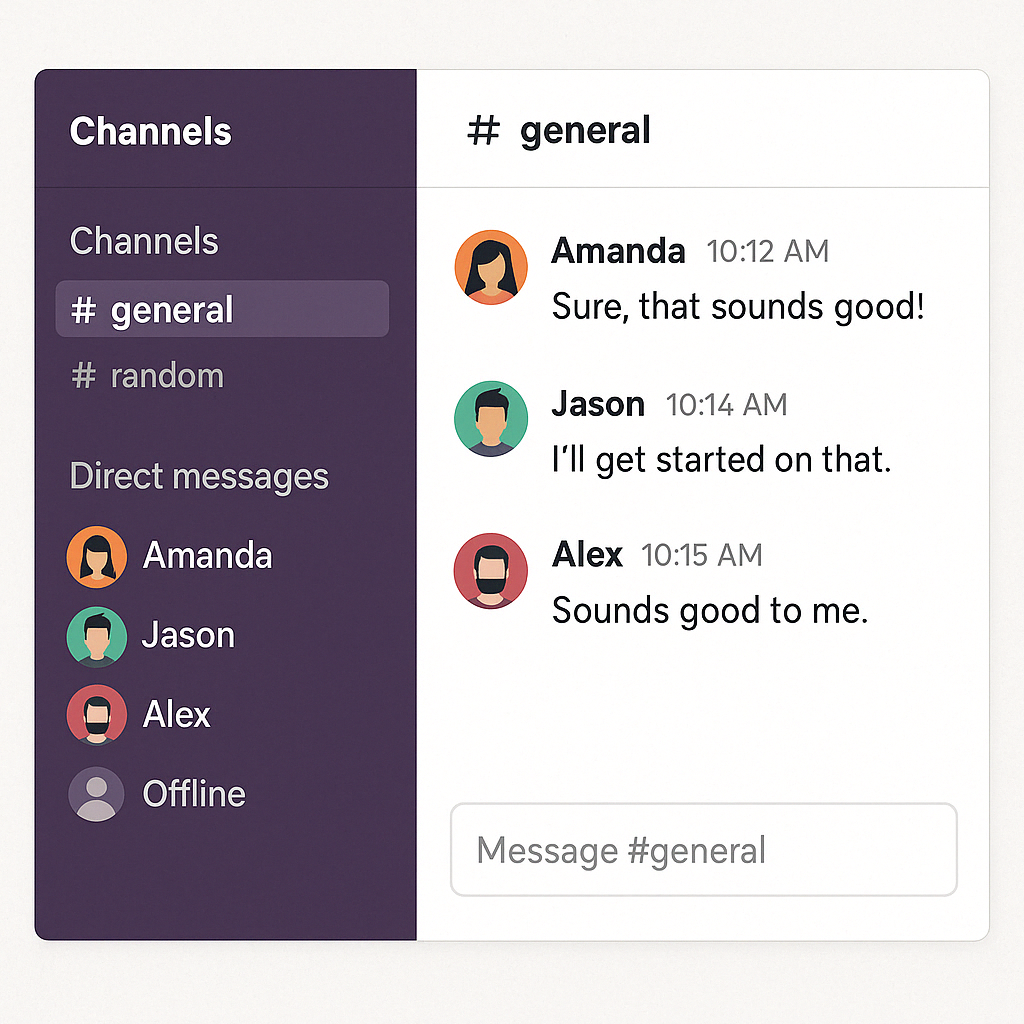 Channels
Channels
# general
# random
Direct messages
Amanda
Jason
Alex
Offline
# general
Amanda 10:12 AM
Sure, that sounds good!
Jason 10:14 AM
I'll get started on that.
Alex 10:15 AM
Sounds good to me.
Message #general